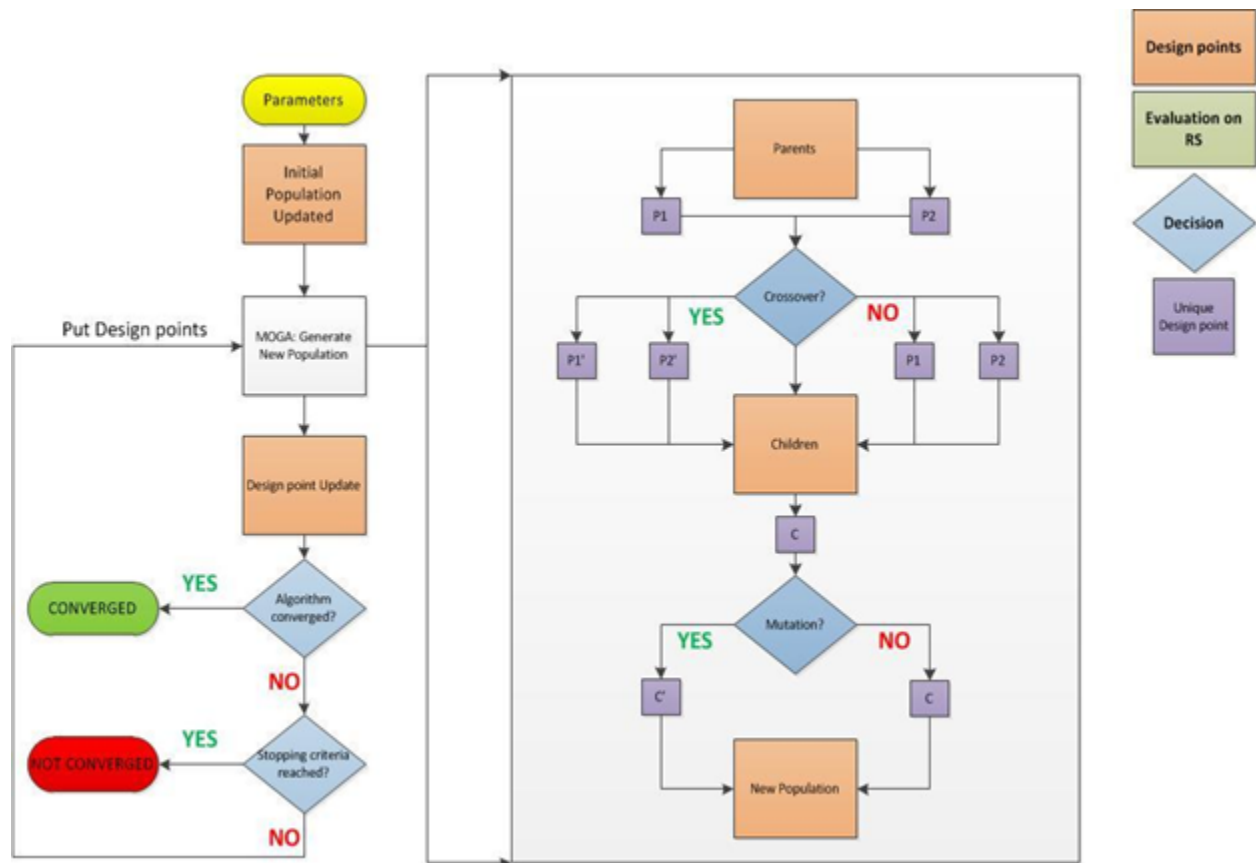 Parameters
Initial
Population
Updated
Put Design points
MOGA: Generate
New Population
Design point Update
Algorithm
converged?
YES
CONVERGED
NO
Stopping criteria
reached?
YES
NOT CONVERGED
NO
Parents
P1
P2
Crossover?
YES
NO
P1'
P2'
P1
P2
Children
C
Mutation?
YES
NO
C'
C
New Population
Design points
Evaluation on
RS
Decision
Unique
Design point